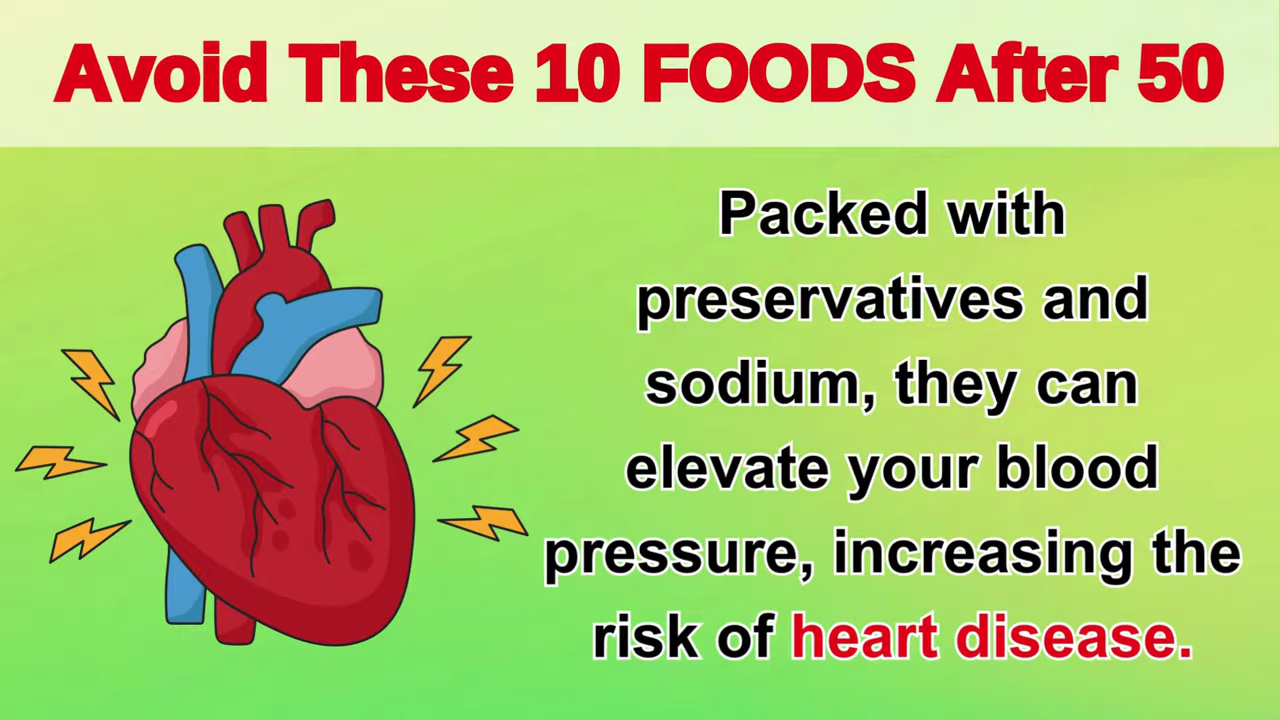 Avoid These 10 FOODS After 50
Packed with
preservatives and
sodium, they can
elevate your blood
pressure, increasing the
risk of heart disease.